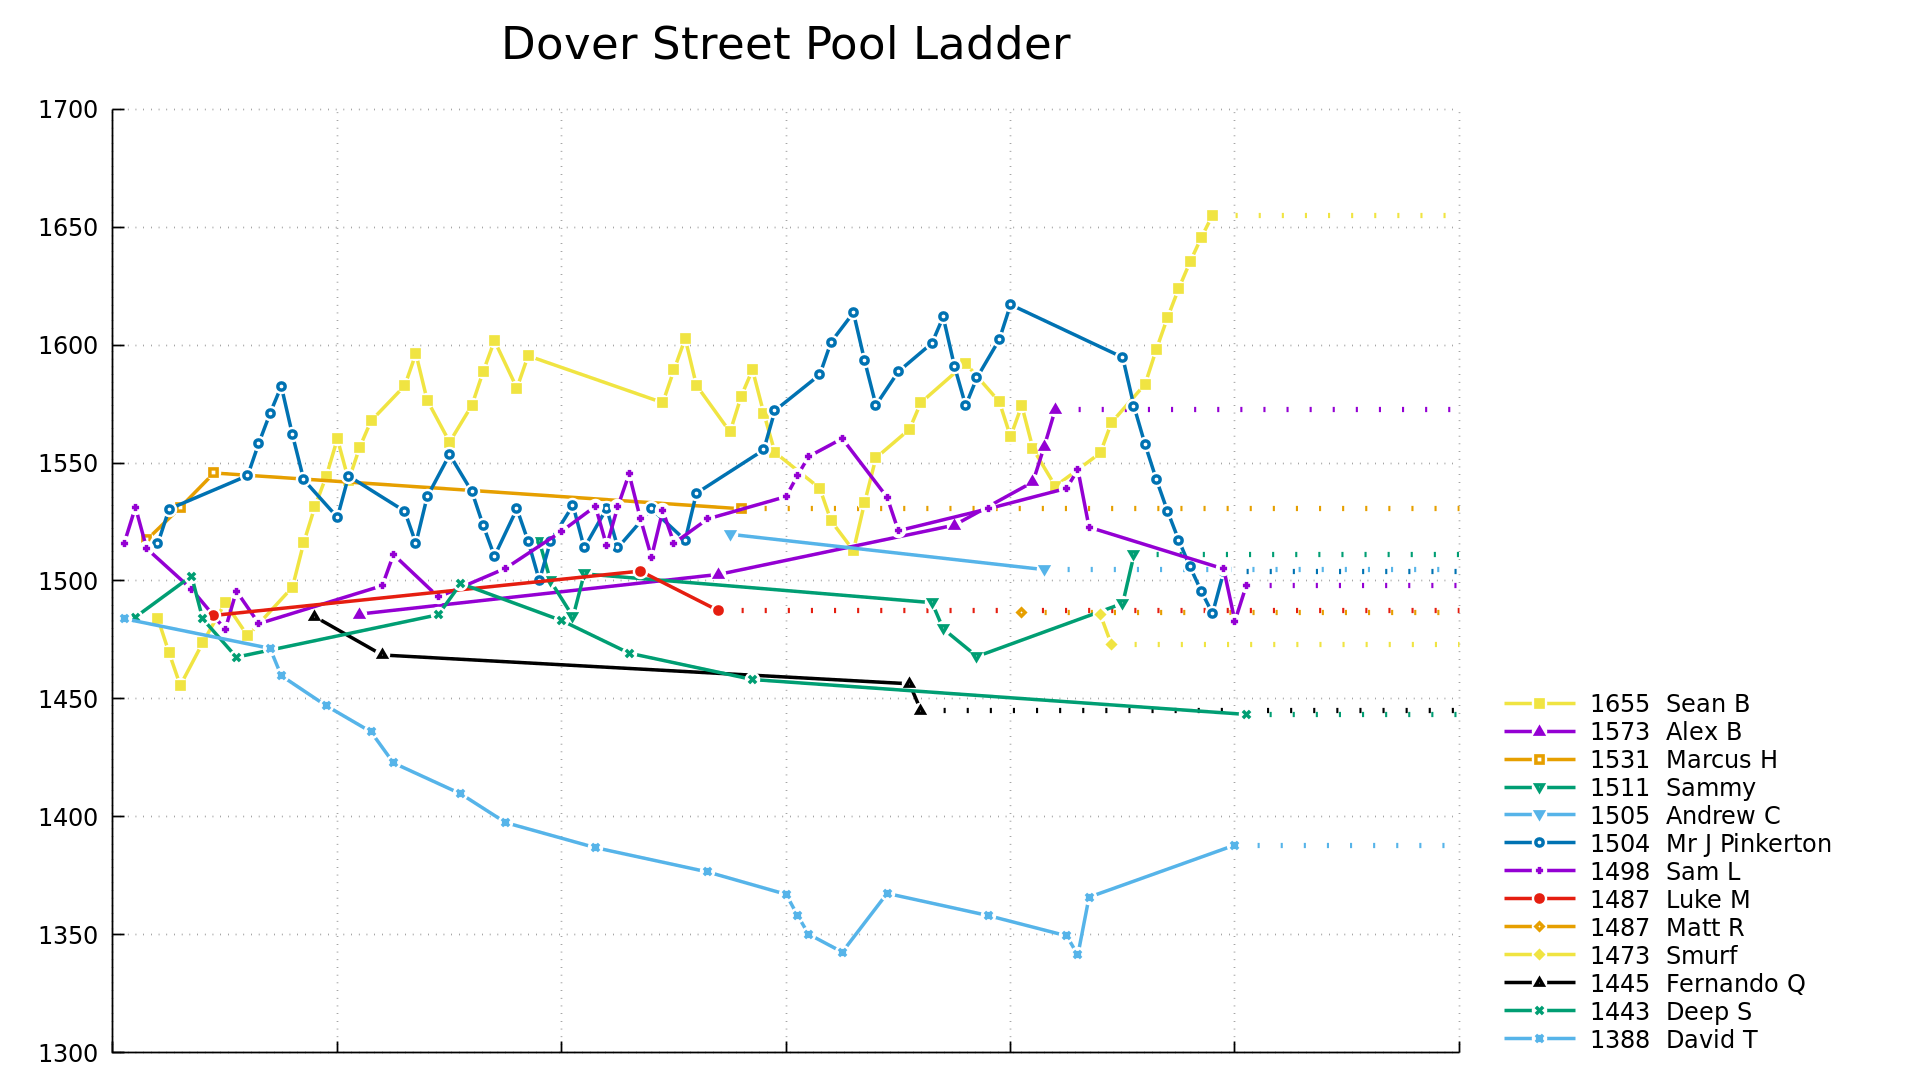 Dover Street Pool Ladder
1700
1650
1600
1550
1500
1450
1400
1350
1300
1655 Sean B
1573 Alex B
1531 Marcus H
1511 Sammy
1505 Andrew C
1504 Mr J Pinkerton
1498 Sam L
1487 Luke M
1487 Matt R
1473 Smurf
1445 Fernando Q
1443 Deep S
1388 David T